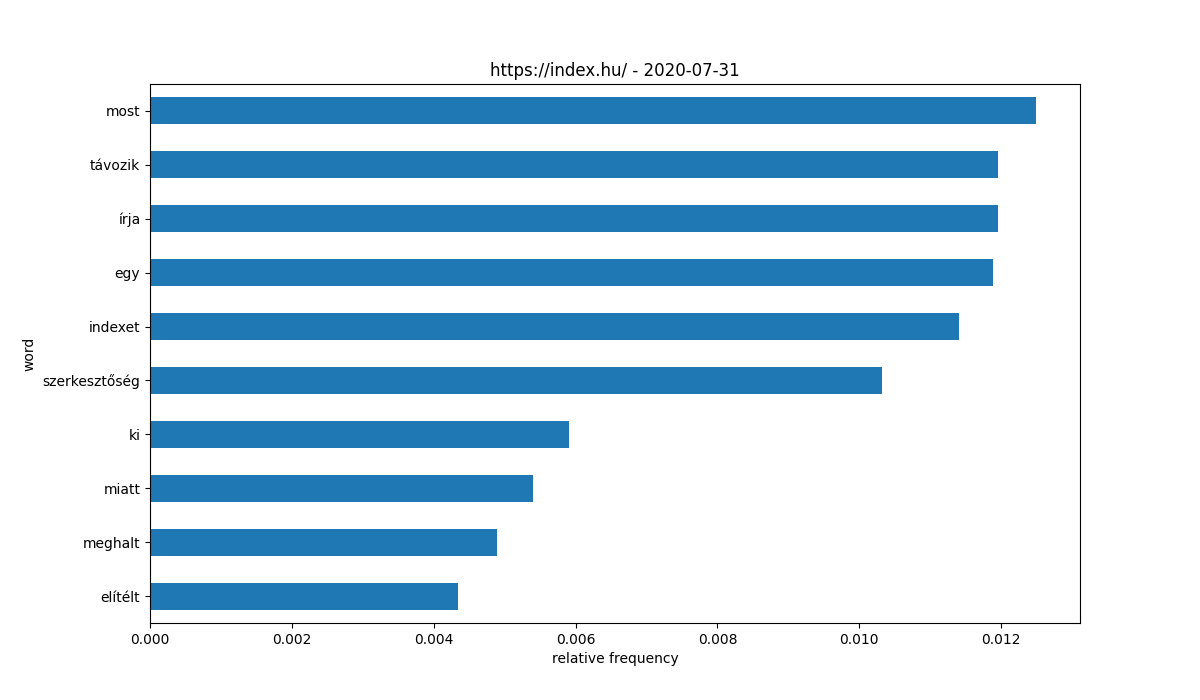 https://index.hu/ - 2020-07-31
most
távozik
írja
egy
indexet
szerkesztőség
ki
miatt
meghalt
elítélt
word
0.000 0.002 0.004 0.006 0.008 0.010 0.012
relative frequency